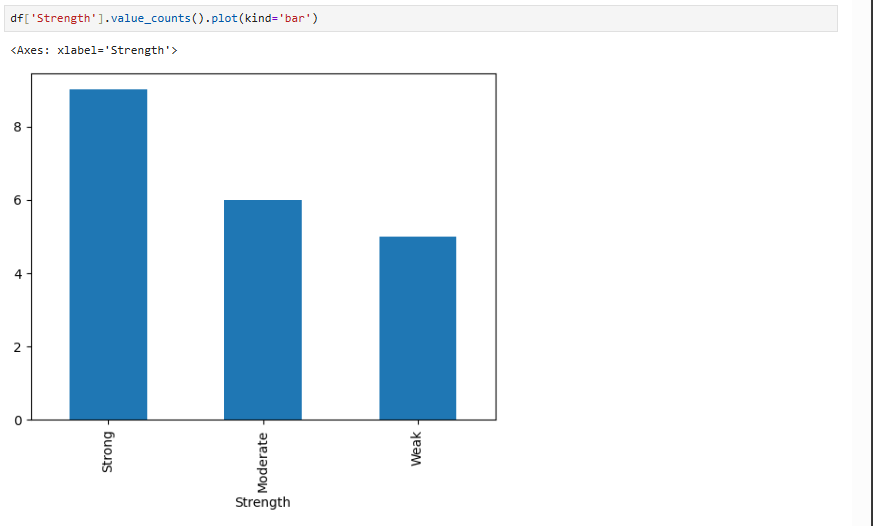 df['Strength'].value_counts().plot(kind='bar')
<Axes: xlabel='Strength'>
8
6
4
2
0
Strong
Moderate
Weak
Strength